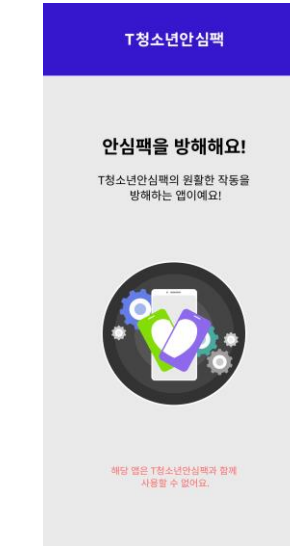 T청소년안심팩
안심팩을 방해해요!
T청소년안심팩의 원활한 작동을
방해하는 앱이예요!
해당 앱은 T청소년안심팩과 함께
사용할 수 없어요.